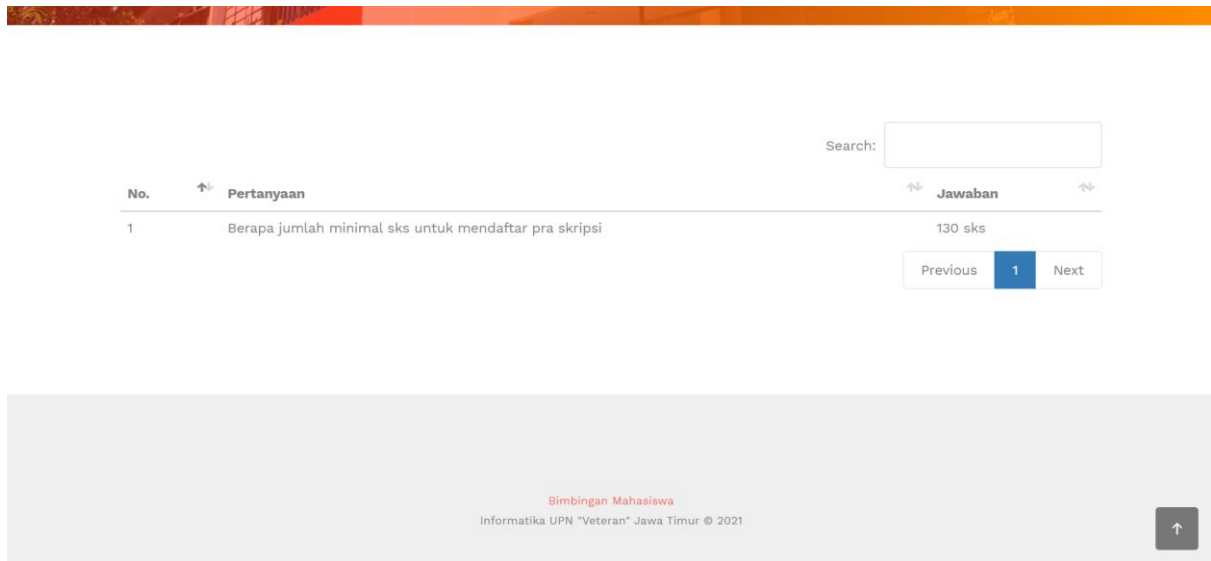 Search:
No. Pertanyaan Jawaban
1 Berapa jumlah minimal sks untuk mendaftar pra skripsi 130 sks
Previous 1 Next
Bimbingan Mahasiswa
Informatika UPN "Veteran" Jawa Timur © 2021